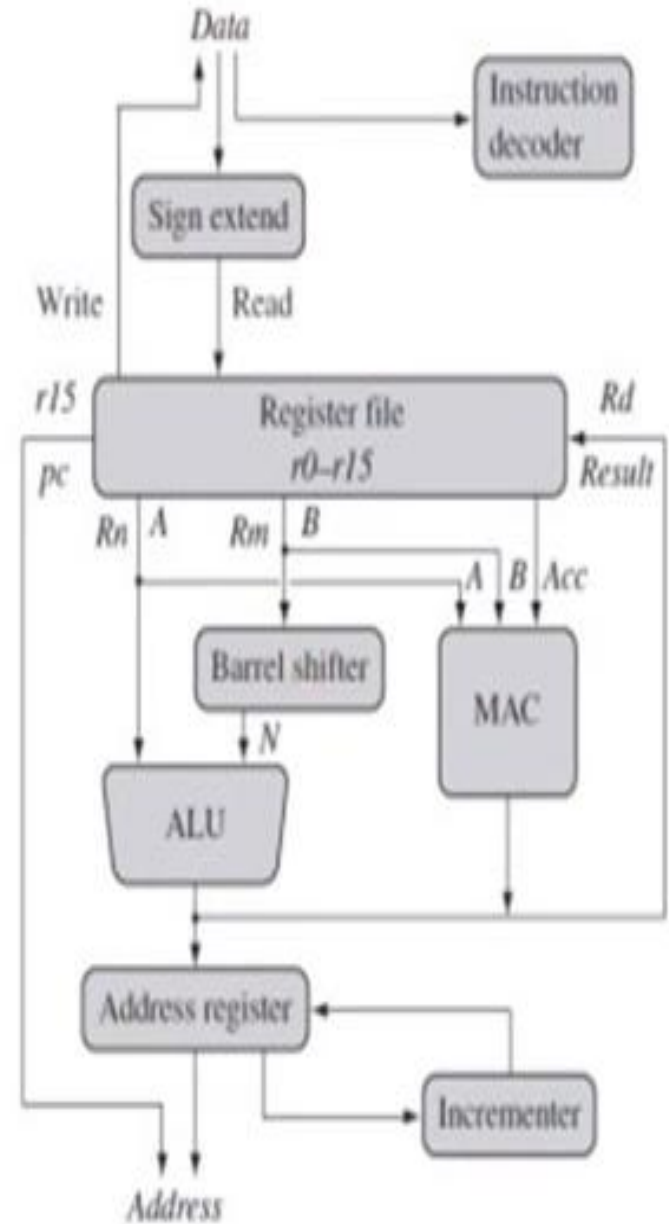 Data
Instruction
decoder
Sign extend
Write
Read
r15
Rd
Register file
r0–r15
pc
Result
Rn
A
Rm
B
A
B
Acc
Barrel shifter
MAC
N
ALU
Address register
Incrementer
Address